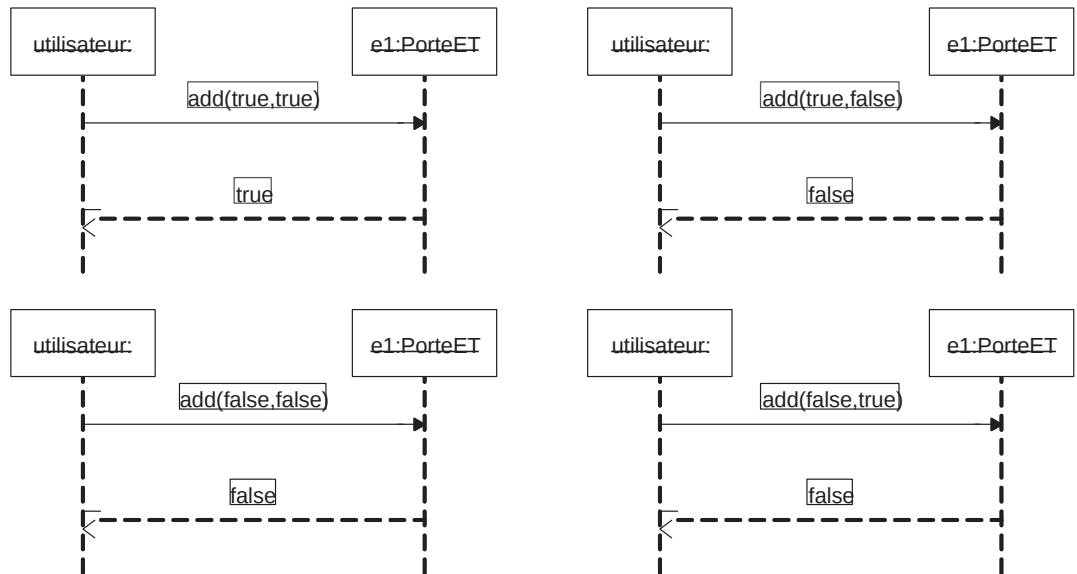 utilisateur: e1:PorteET utilisateur: e1:PorteET
add(true,true) add(true,false)
true false
utilisateur: e1:PorteET utilisateur: e1:PorteET
add(false,false) add(false,true)
false false